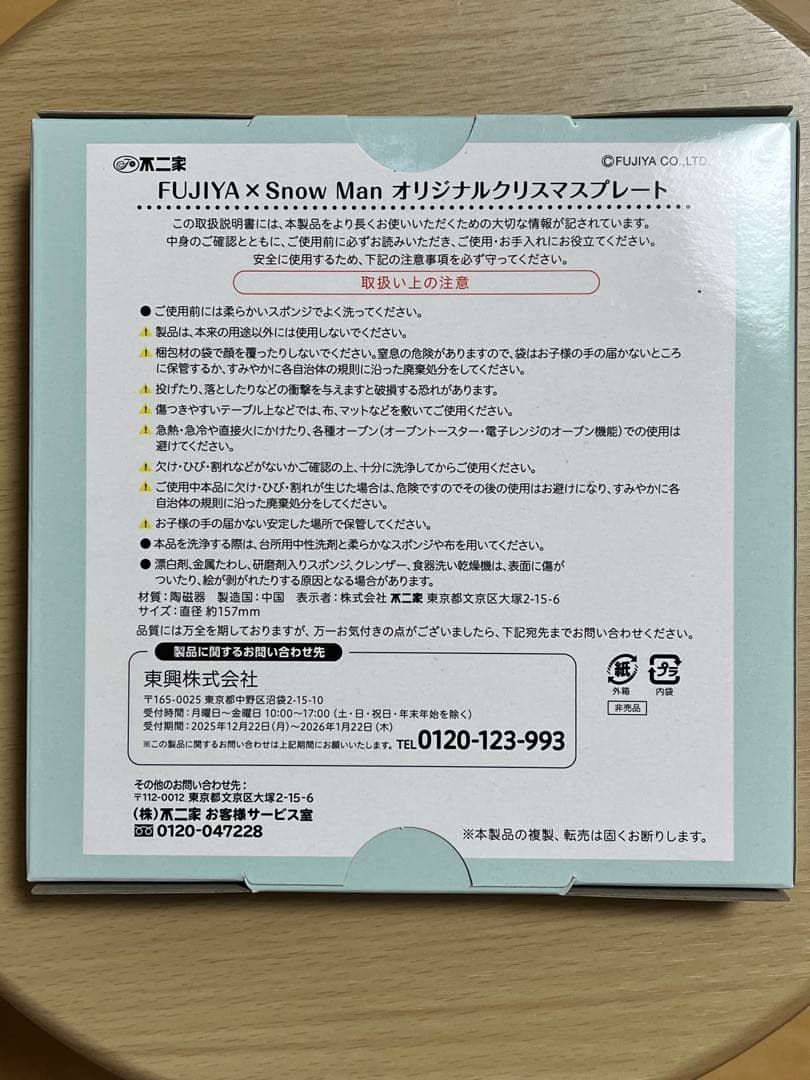 不二家 ©FUJIYA CO.,LTD.
FUJIYA×Snow Man オリジナルクリスマスプレート
この取扱説明書には、本製品をより長くお使いいただくための大切な情報が記されています。
中身のご確認とともに、ご使用前に必ずお読みいただき、ご使用・お手入れにお役立てください。
安全に使用するため、下記の注意事項を必ず守ってください。
取扱い上の注意
●ご使用前には柔らかいスポンジでよく洗ってください。
製品は、本来の用途以外には使用しないでください。
梱包材の袋で顔を覆ったりしないでください。窒息の危険がありますので、袋はお子様の手の届かないところ
に保管するか、すみやかに各自治体の規則に沿った廃棄処分をしてください。
投げたり、落としたりなどの衝撃を与えますと破損する恐れがあります。
傷つきやすいテーブル上などでは、布、マットなどを敷いてご使用ください。
急熱・急冷や直接火にかけたり、各種オーブン(オーブントースター・電子レンジのオーブン機能)での使用は
避けてください。
欠け・ひび・割れなどがないかご確認の上、十分に洗浄してからご使用ください。
ご使用中本品に欠け・ひび・割れが生じた場合は、危険ですのでその後の使用はお避けになり、すみやかに各
自治体の規則に沿った廃棄処分をしてください。
お子様の手の届かない安定した場所で保管してください。
●本品を洗浄する際は、台所用中性洗剤と柔らかなスポンジや布を用いてください。
●漂白剤、金属たわし、研磨剤入りスポンジ、クレンザー、食器洗い乾燥機は、表面に傷が
ついたり、絵が剥がれたりする原因となる場合があります。
材質:陶磁器 製造国:中国 表示者:株式会社 不二家 東京都文京区大塚2-15-6
サイズ:直径 約157mm
品質には万全を期しておりますが、万一お気付きの点がございましたら、下記宛先までお問い合わせください。
製品に関するお問い合わせ先
東興株式会社
〒165-0025 東京都中野区沼袋2-15-10
受付時間:月曜日〜金曜日 10:00〜17:00 (土・日・祝日・年末年始を除く)
受付期間:2025年12月22日(月)〜2026年1月22日(木)
※この製品に関するお問い合わせは上記期間にお願いいたします。 TEL 0120-123-993
紙 プラ
外箱 内袋
非売品
その他のお問い合わせ先:
〒112-0012 東京都文京区大塚2-15-6
(株)不二家 お客様サービス室
0120-047228
※本製品の複製、転売は固くお断りします。